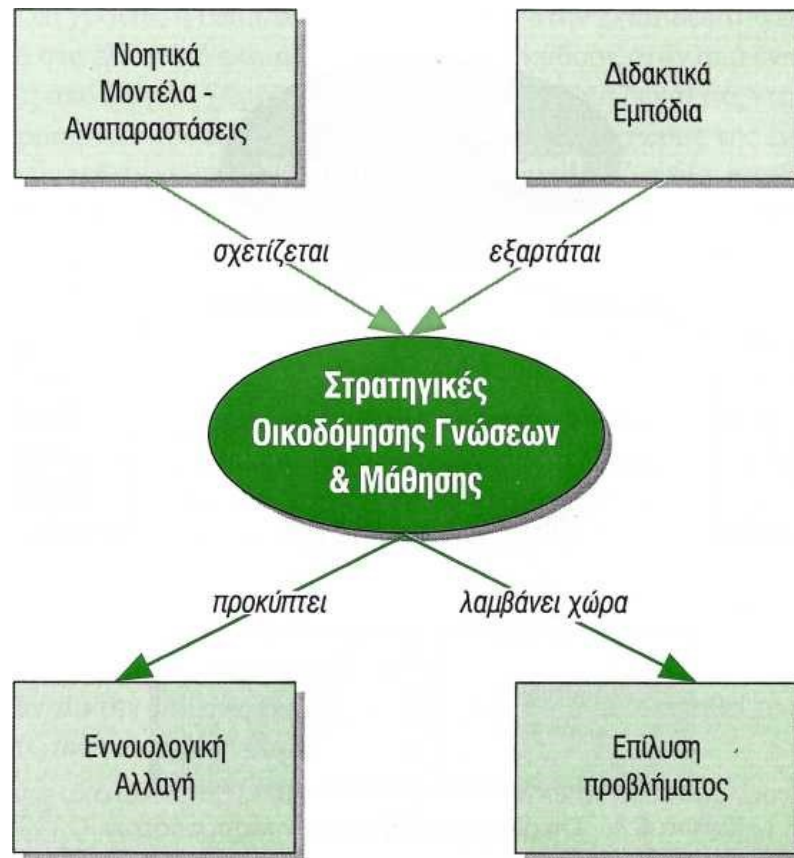 Νοητικά
Μοντέλα -
Αναπαραστάσεις
Διδακτικά
Εμπόδια
σχετίζεται
εξαρτάται
Στρατηγικές
Οικοδόμησης Γνώσεων
& Μάθησης
προκύπτει
λαμβάνει χώρα
Εννοιολογική
Αλλαγή
Επίλυση
προβλήματος